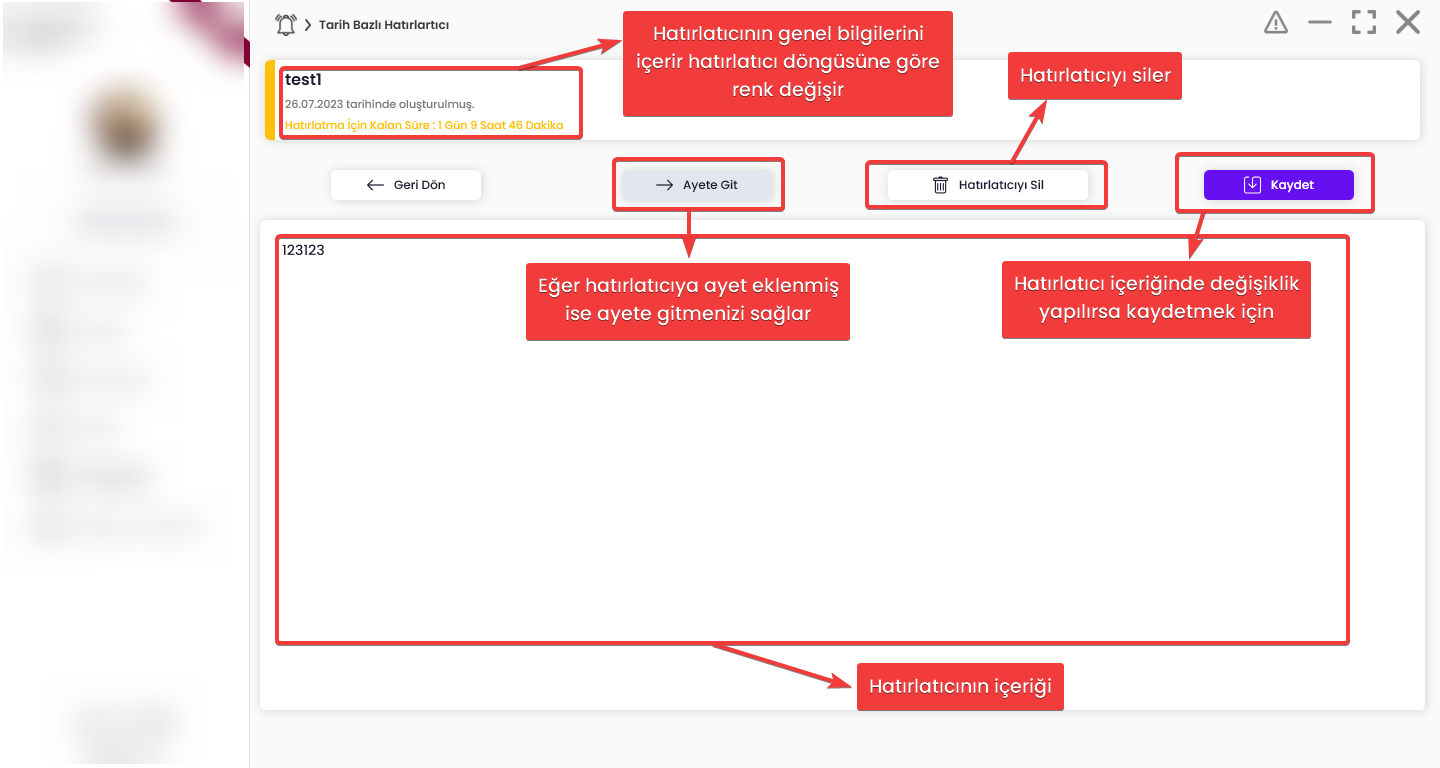 Tarih Bazlı Hatırlartıcı
Hatırlatıcının genel bilgilerini
içerir hatırlatıcı döngüsüne göre
renk değişir
Hatırlatıcıyı siler
test1
26.07.2023 tarihinde oluşturulmuş.
Hatırlatma İçin Kalan Süre : 1 Gün 9 Saat 46 Dakika
Geri Dön
Ayete Git
Hatırlatıcıyı Sil
Kaydet
123123
Eğer hatırlatıcıya ayet eklenmiş
ise ayete gitmenizi sağlar
Hatırlatıcı içeriğinde değişiklik
yapılırsa kaydetmek için
Hatırlatıcının içeriği